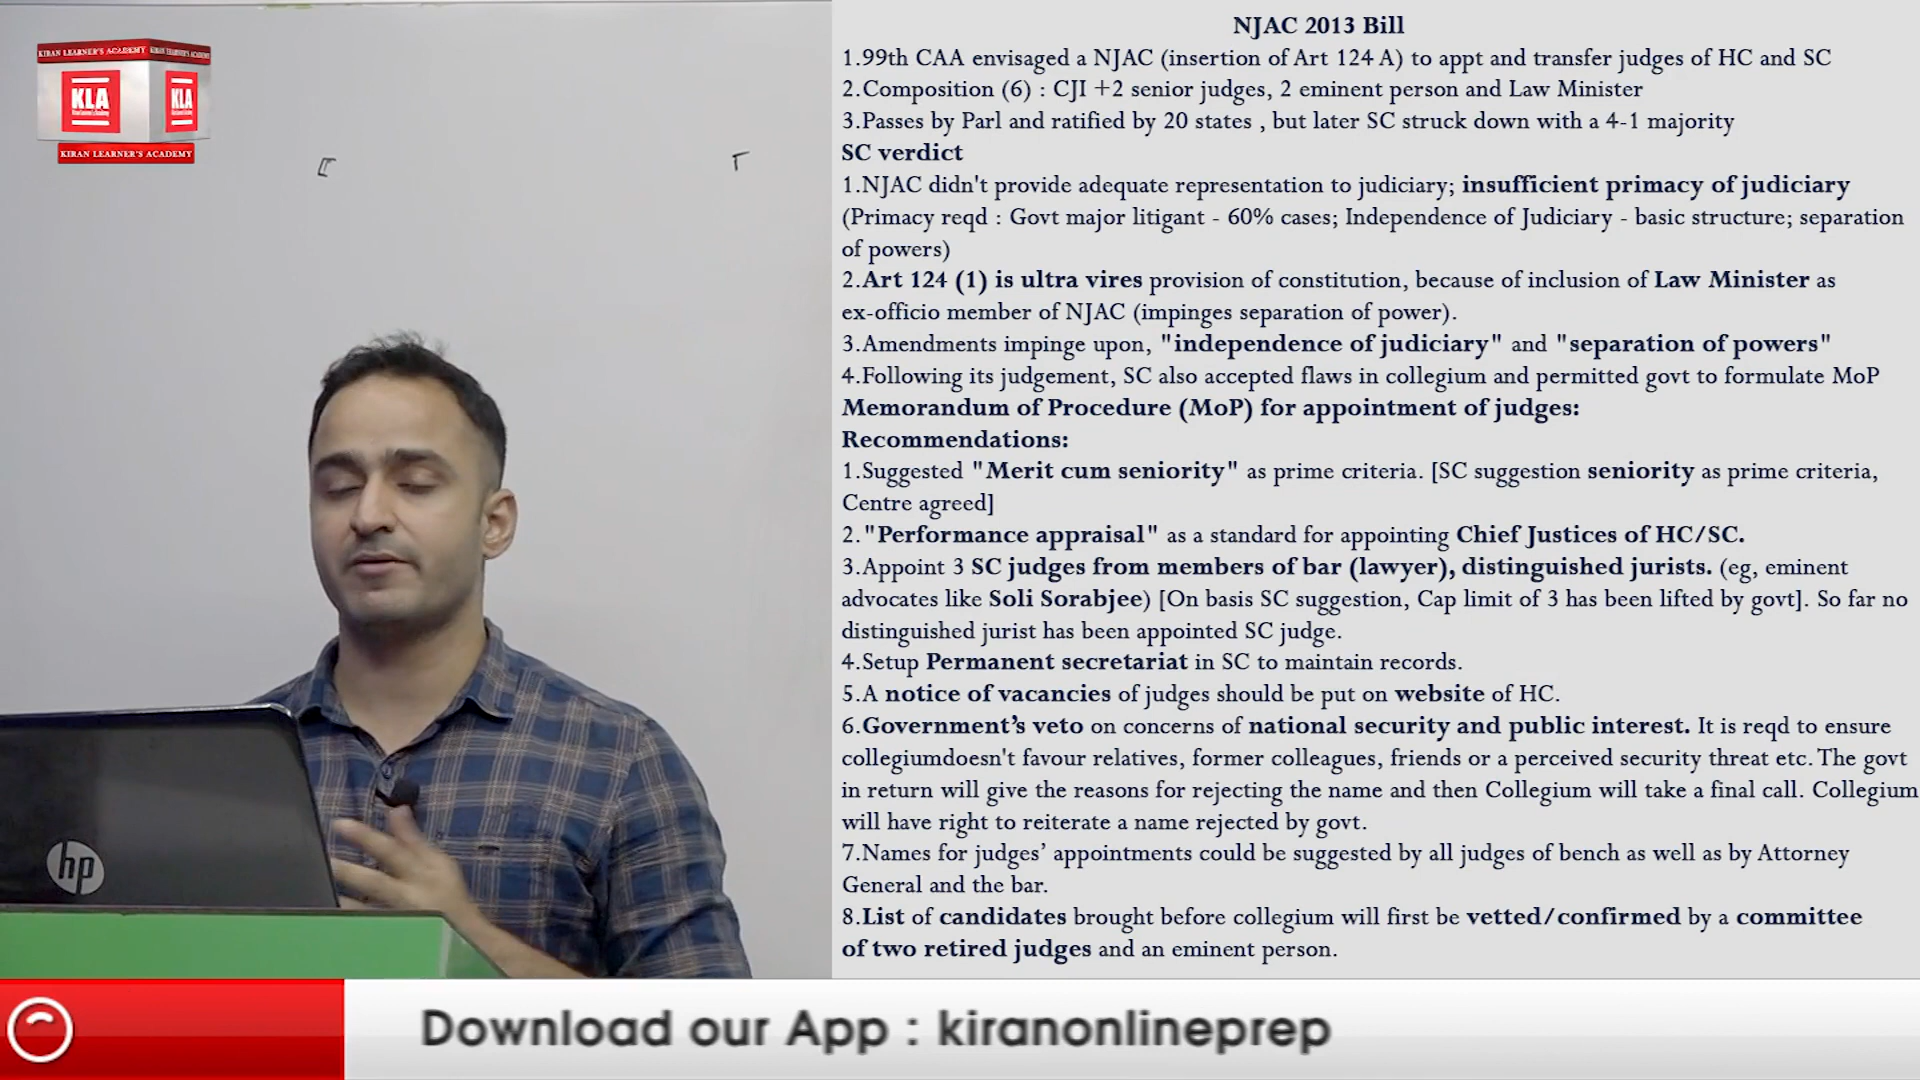 KIRAN LEARNER'S ACADEMY KIRAN LEARNER'S ACADEMY
KLA KLA
KIRAN LEARNER'S ACADEMY
NJAC 2013 Bill
1.99th CAA envisaged a NJAC (insertion of Art 124 A) to appt and transfer judges of HC and SC
2.Composition (6) : CJI +2 senior judges, 2 eminent person and Law Minister
3.Passes by Parl and ratified by 20 states , but later SC struck down with a 4-1 majority
SC verdict
1.NJAC didn't provide adequate representation to judiciary; insufficient primacy of judiciary
(Primacy reqd : Govt major litigant - 60% cases; Independence of Judiciary - basic structure; separation
of powers)
2.Art 124 (1) is ultra vires provision of constitution, because of inclusion of Law Minister as
ex-officio member of NJAC (impinges separation of power).
3.Amendments impinge upon, "independence of judiciary" and "separation of powers"
4.Following its judgement, SC also accepted flaws in collegium and permitted govt to formulate MoP
Memorandum of Procedure (MoP) for appointment of judges:
Recommendations:
1.Suggested "Merit cum seniority" as prime criteria. [SC suggestion seniority as prime criteria,
Centre agreed]
2."Performance appraisal" as a standard for appointing Chief Justices of HC/SC.
3.Appoint 3 SC judges from members of bar (lawyer), distinguished jurists. (eg, eminent
advocates like Soli Sorabjee) [On basis SC suggestion, Cap limit of 3 has been lifted by govt]. So far no
distinguished jurist has been appointed SC judge.
4.Setup Permanent secretariat in SC to maintain records.
5.A notice of vacancies of judges should be put on website of HC.
6.Government's veto on concerns of national security and public interest. It is reqd to ensure
collegiumdoesn't favour relatives, former colleagues, friends or a perceived security threat etc. The govt
in return will give the reasons for rejecting the name and then Collegium will take a final call. Collegium
will have right to reiterate a name rejected by govt.
7.Names for judges' appointments could be suggested by all judges of bench as well as by Attorney
General and the bar.
8.List of candidates brought before collegium will first be vetted/confirmed by a committee
of two retired judges and an eminent person.
hp
Download our App : kiranonlineprep